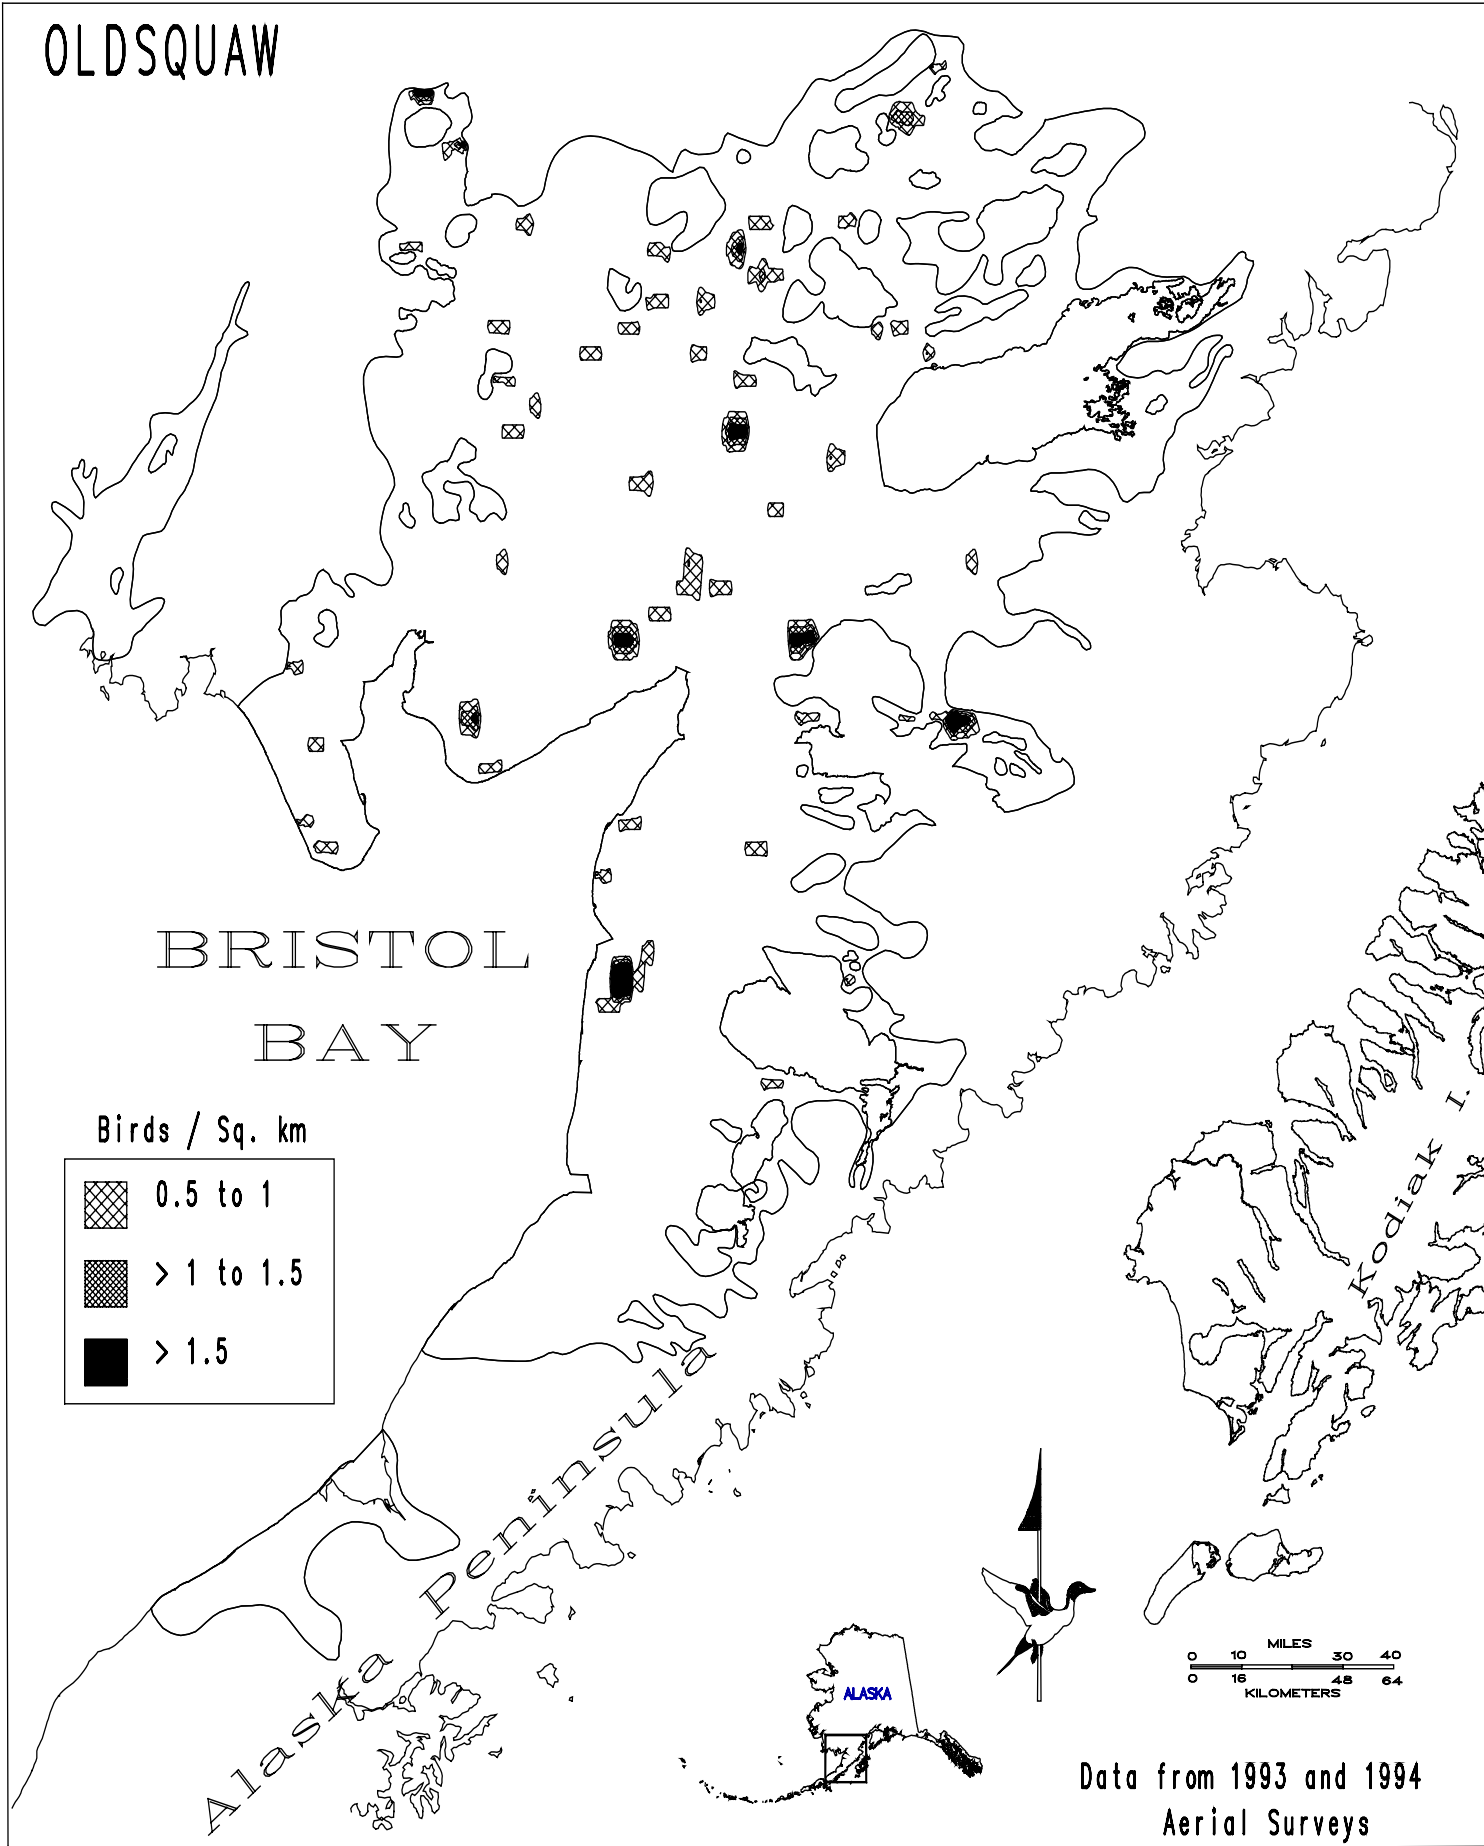 OLDSQUAW
BRISTOL
BAY
Birds / Sq. km
0.5 to 1
> 1 to 1.5
> 1.5
Kodiak I.
Alaska Peninsula
ALASKA
MILES
0 10 30 40
0 16 48 64
KILOMETERS
Data from 1993 and 1994
Aerial Surveys